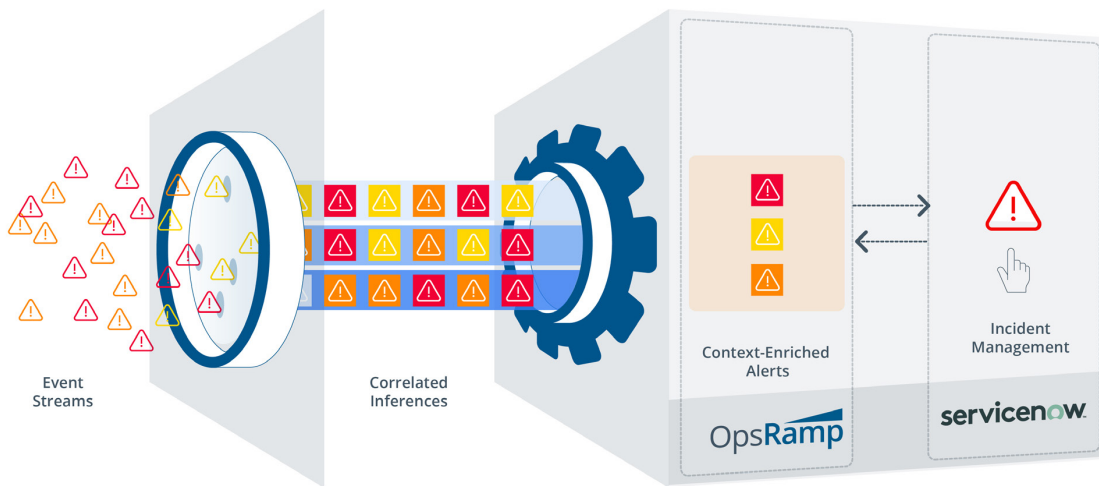 Event
Streams
Correlated
Inferences
Context-Enriched
Alerts
Incident
Management
OpsRamp
servicenow